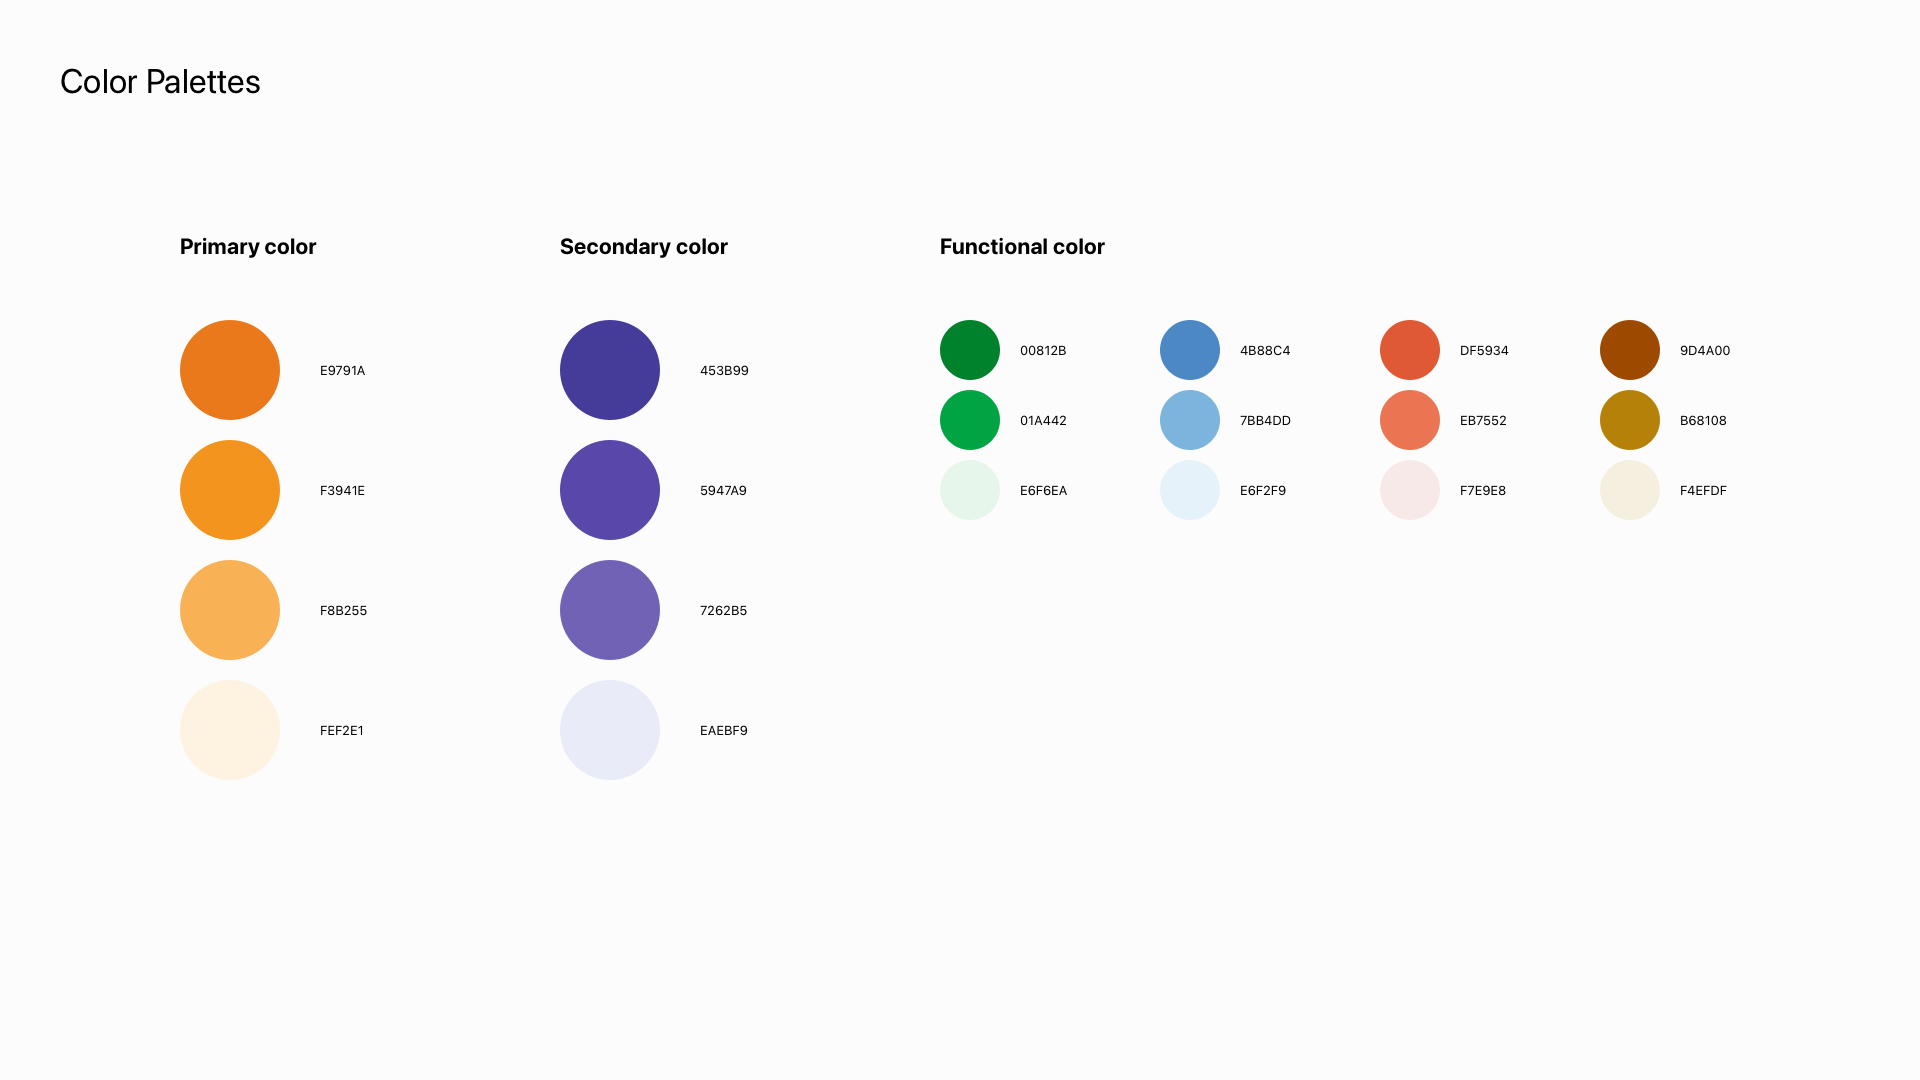 Color Palettes
Primary color
E9791A
F3941E
F8B255
FEF2E1
Secondary color
453B99
5947A9
7262B5
EAEBF9
Functional color
00812B
4B88C4
DF5934
9D4A00
01A442
7BB4DD
EB7552
B68108
E6F6EA
E6F2F9
F7E9E8
F4EFDF